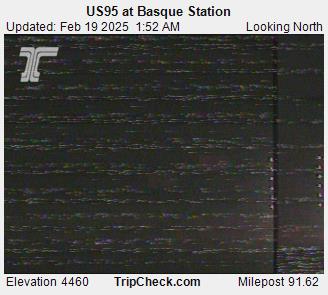 US95 at Basque Station
Updated: Feb 19 2025 1:52 AM Looking North
Elevation 4460 TripCheck.com Milepost 91.62